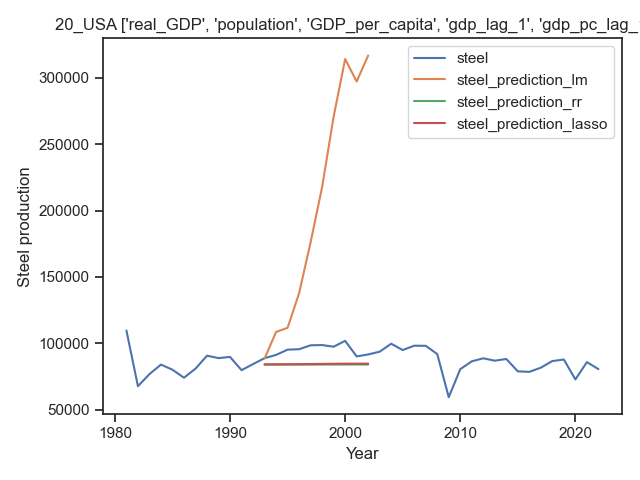 20_USA ['real_GDP', 'population', 'GDP_per_capita', 'gdp_lag_1', 'gdp_pc_lag_
steel
steel_prediction_lm
steel_prediction_rr
steel_prediction_lasso
300000
250000
200000
150000
100000
50000
Steel production
1980
1990
2000
2010
2020
Year